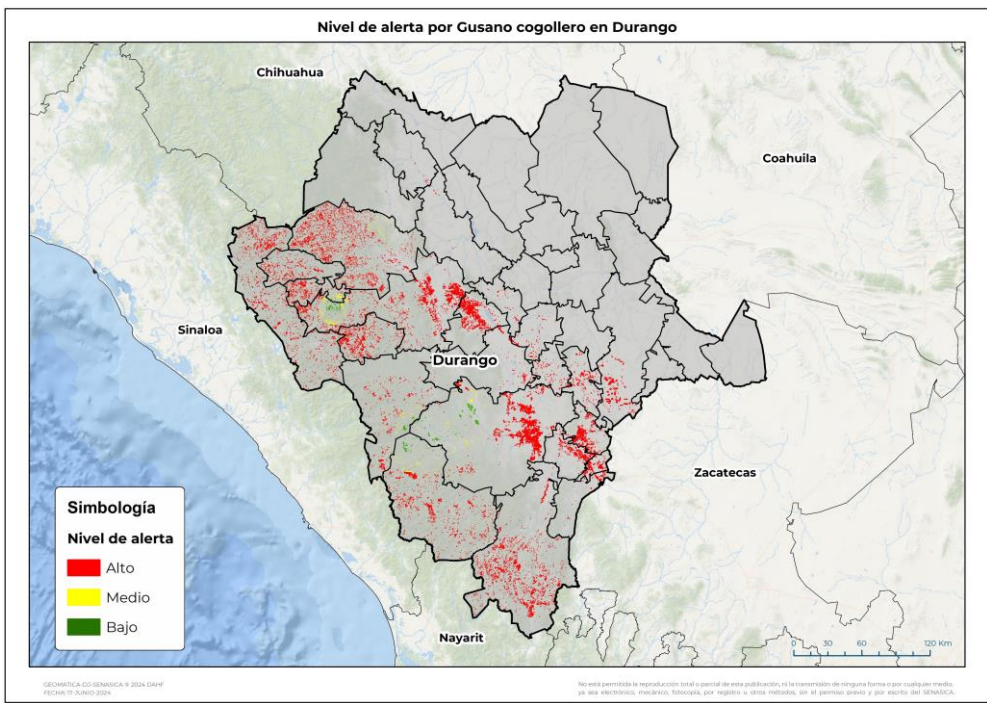 Nivel de alerta por Gusano cogollero en Durango
Chihuahua
Coahuila
Sinaloa
Durango
Zacatecas
Nayarit
Simbología
Nivel de alerta
Alto
Medio
Bajo
0 30 60 120 Km
GEOMATICA-CG-SENASICA ® 2024 DAHF
FECHA: 17-JUNIO-2024
No está permitida la reproducción total o parcial de esta publicación, ni la transmisión de ninguna forma o por cualquier medio,
ya sea electrónico, mecánico, fotocopia, por registro u otros métodos, sin el permiso previo y por escrito del SENASICA.